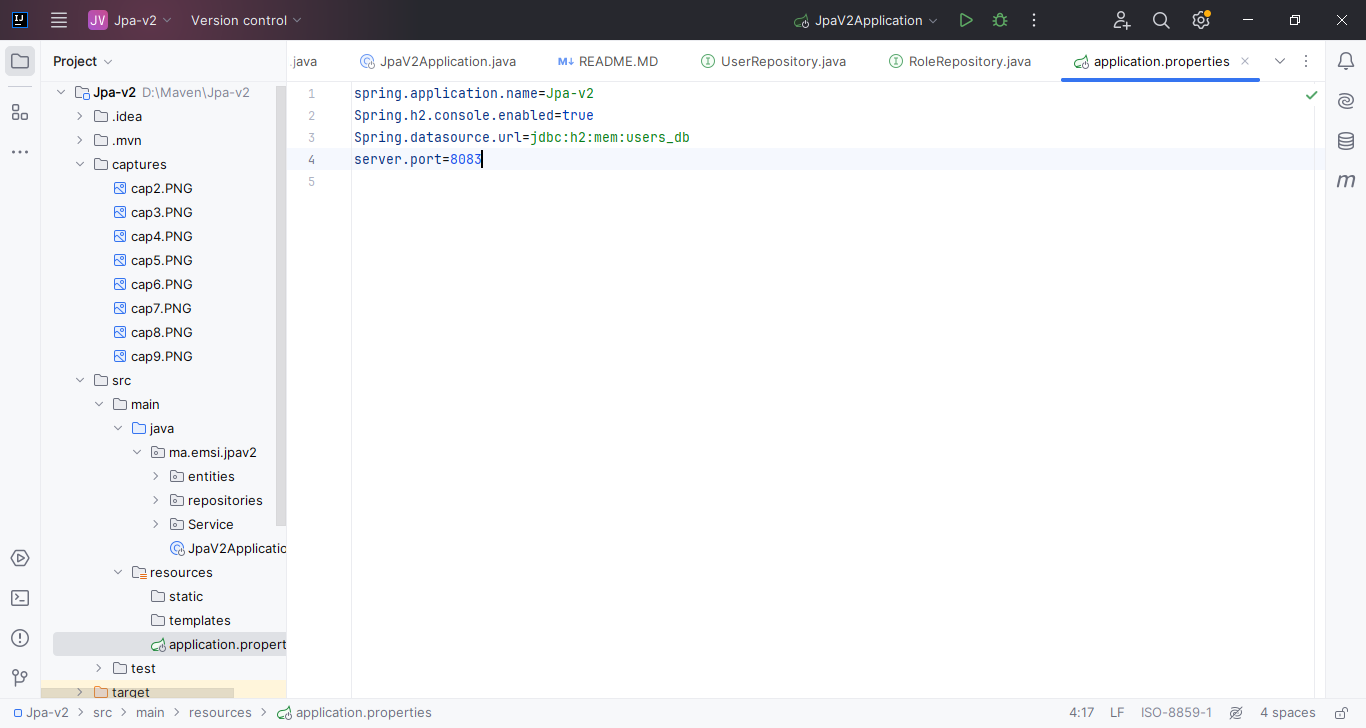 JV Jpa-v2 Version control JpaV2Application
Project
.java JpaV2Application.java M↓ README.MD UserRepository.java RoleRepository.java application.properties
Jpa-v2 D:\Maven\Jpa-v2
.idea
.mvn
captures
cap2.PNG
cap3.PNG
cap4.PNG
cap5.PNG
cap6.PNG
cap7.PNG
cap8.PNG
cap9.PNG
src
main
java
ma.emsi.jpav2
entities
repositories
Service
JpaV2Applicatio
resources
static
templates
application.propert
test
target
1 spring.application.name=Jpa-v2
2 Spring.h2.console.enabled=true
3 Spring.datasource.url=jdbc:h2:mem:users_db
4 server.port=8083
5
m
Jpa-v2 > src > main > resources > application.properties
4:17 LF ISO-8859-1 4 spaces